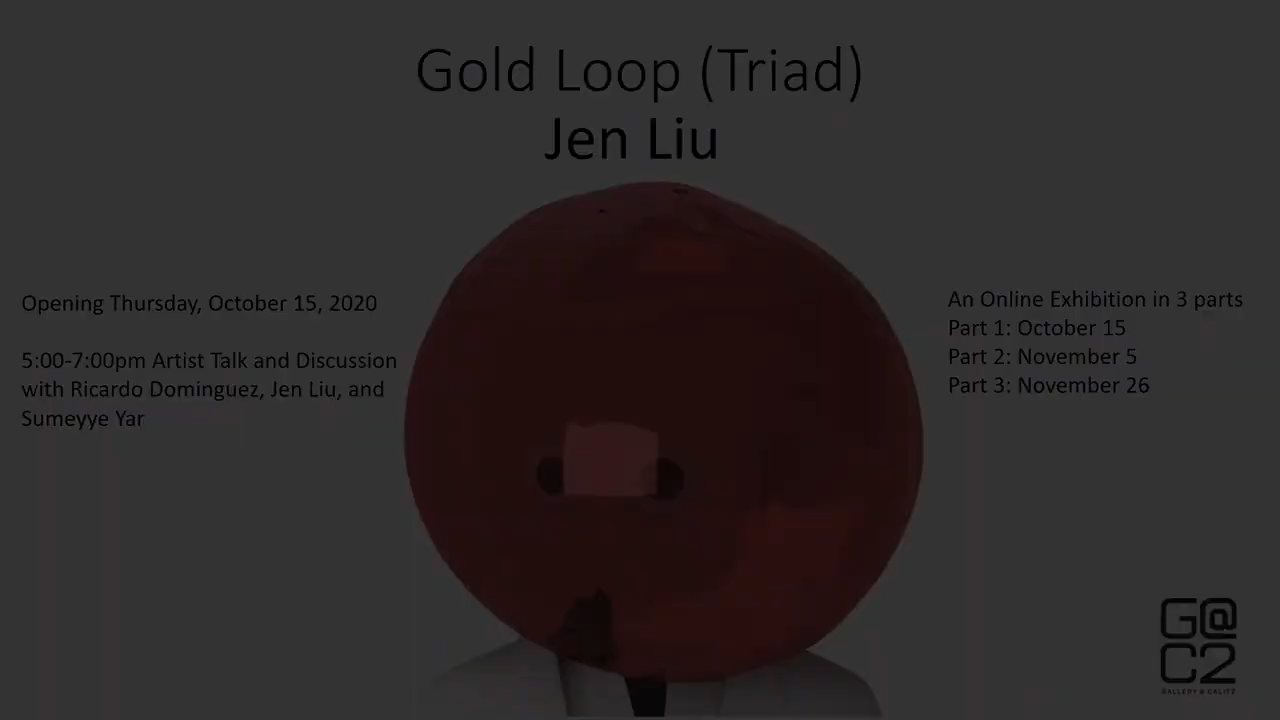 Gold Loop (Triad)
Jen Liu
Opening Thursday, October 15, 2020
5:00-7:00pm Artist Talk and Discussion
with Ricardo Dominguez, Jen Liu, and
Sumeyye Yar
An Online Exhibition in 3 parts
Part 1: October 15
Part 2: November 5
Part 3: November 26
G@
C2
GALLERY @ CALIT2